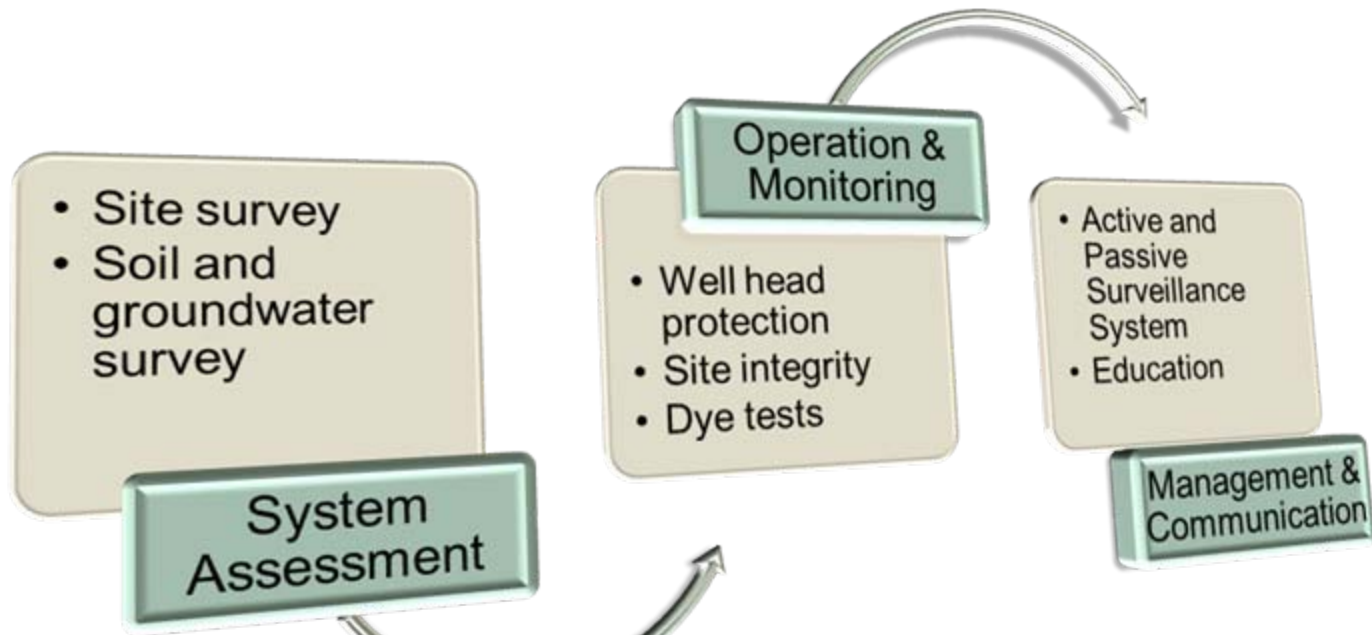 • Site survey
• Soil and
groundwater
survey
System
Assessment
Operation &
Monitoring
• Well head
protection
• Site integrity
• Dye tests
• Active and
Passive
Surveillance
System
• Education
Management &
Communication